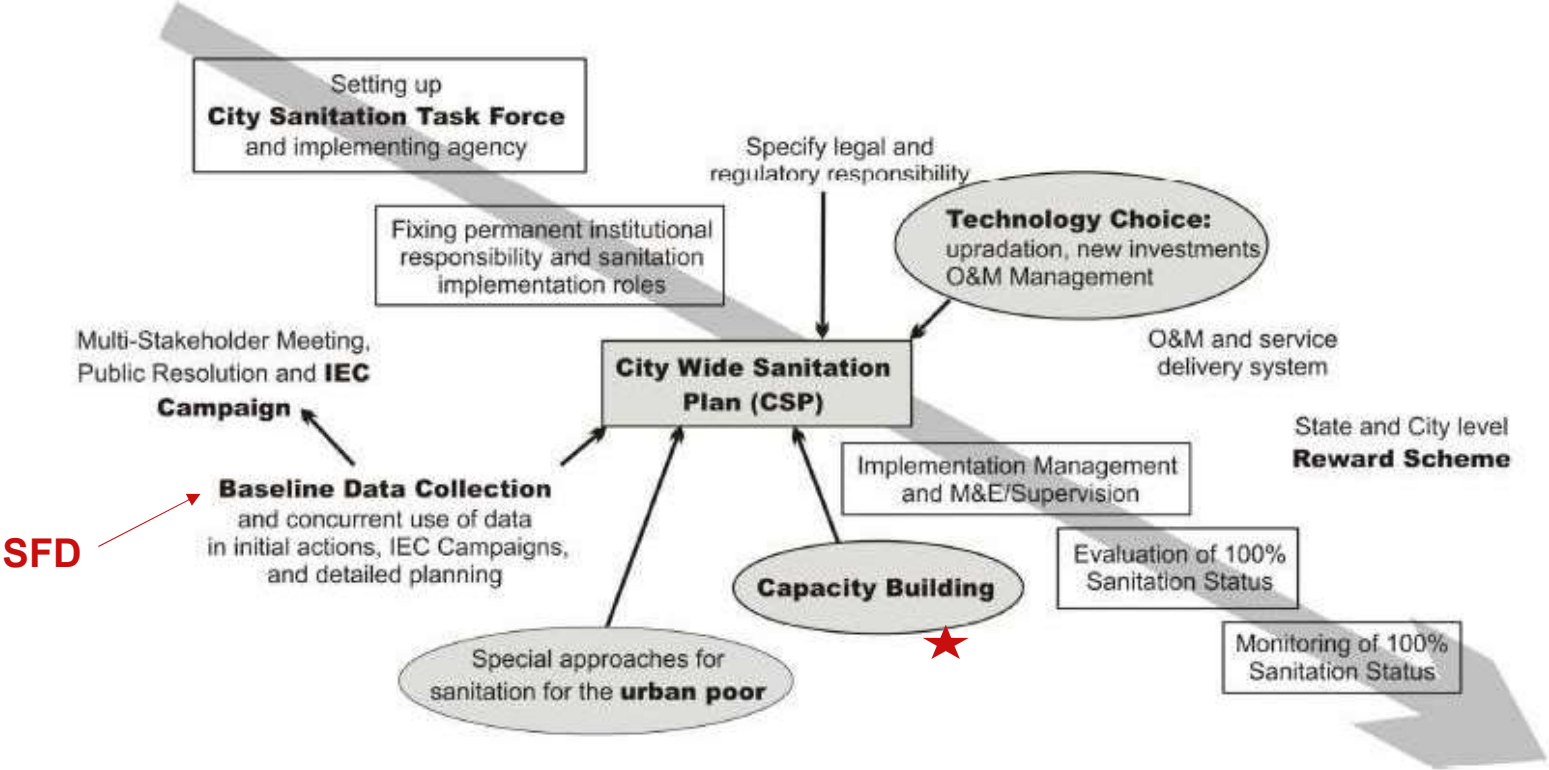 Setting up
City Sanitation Task Force
and implementing agency
Specify legal and
regulatory responsibility
Technology Choice:
upradation, new investments
O&M Management
Fixing permanent institutional
responsibility and sanitation
implementation roles
Multi-Stakeholder Meeting,
Public Resolution and IEC
Campaign
City Wide Sanitation
Plan (CSP)
O&M and service
delivery system
State and City level
Reward Scheme
Implementation Management
and M&E/Supervision
Baseline Data Collection
and concurrent use of data
in initial actions, IEC Campaigns,
and detailed planning
SFD
Evaluation of 100%
Sanitation Status
Capacity Building
Special approaches for
sanitation for the urban poor
Monitoring of 100%
Sanitation Status